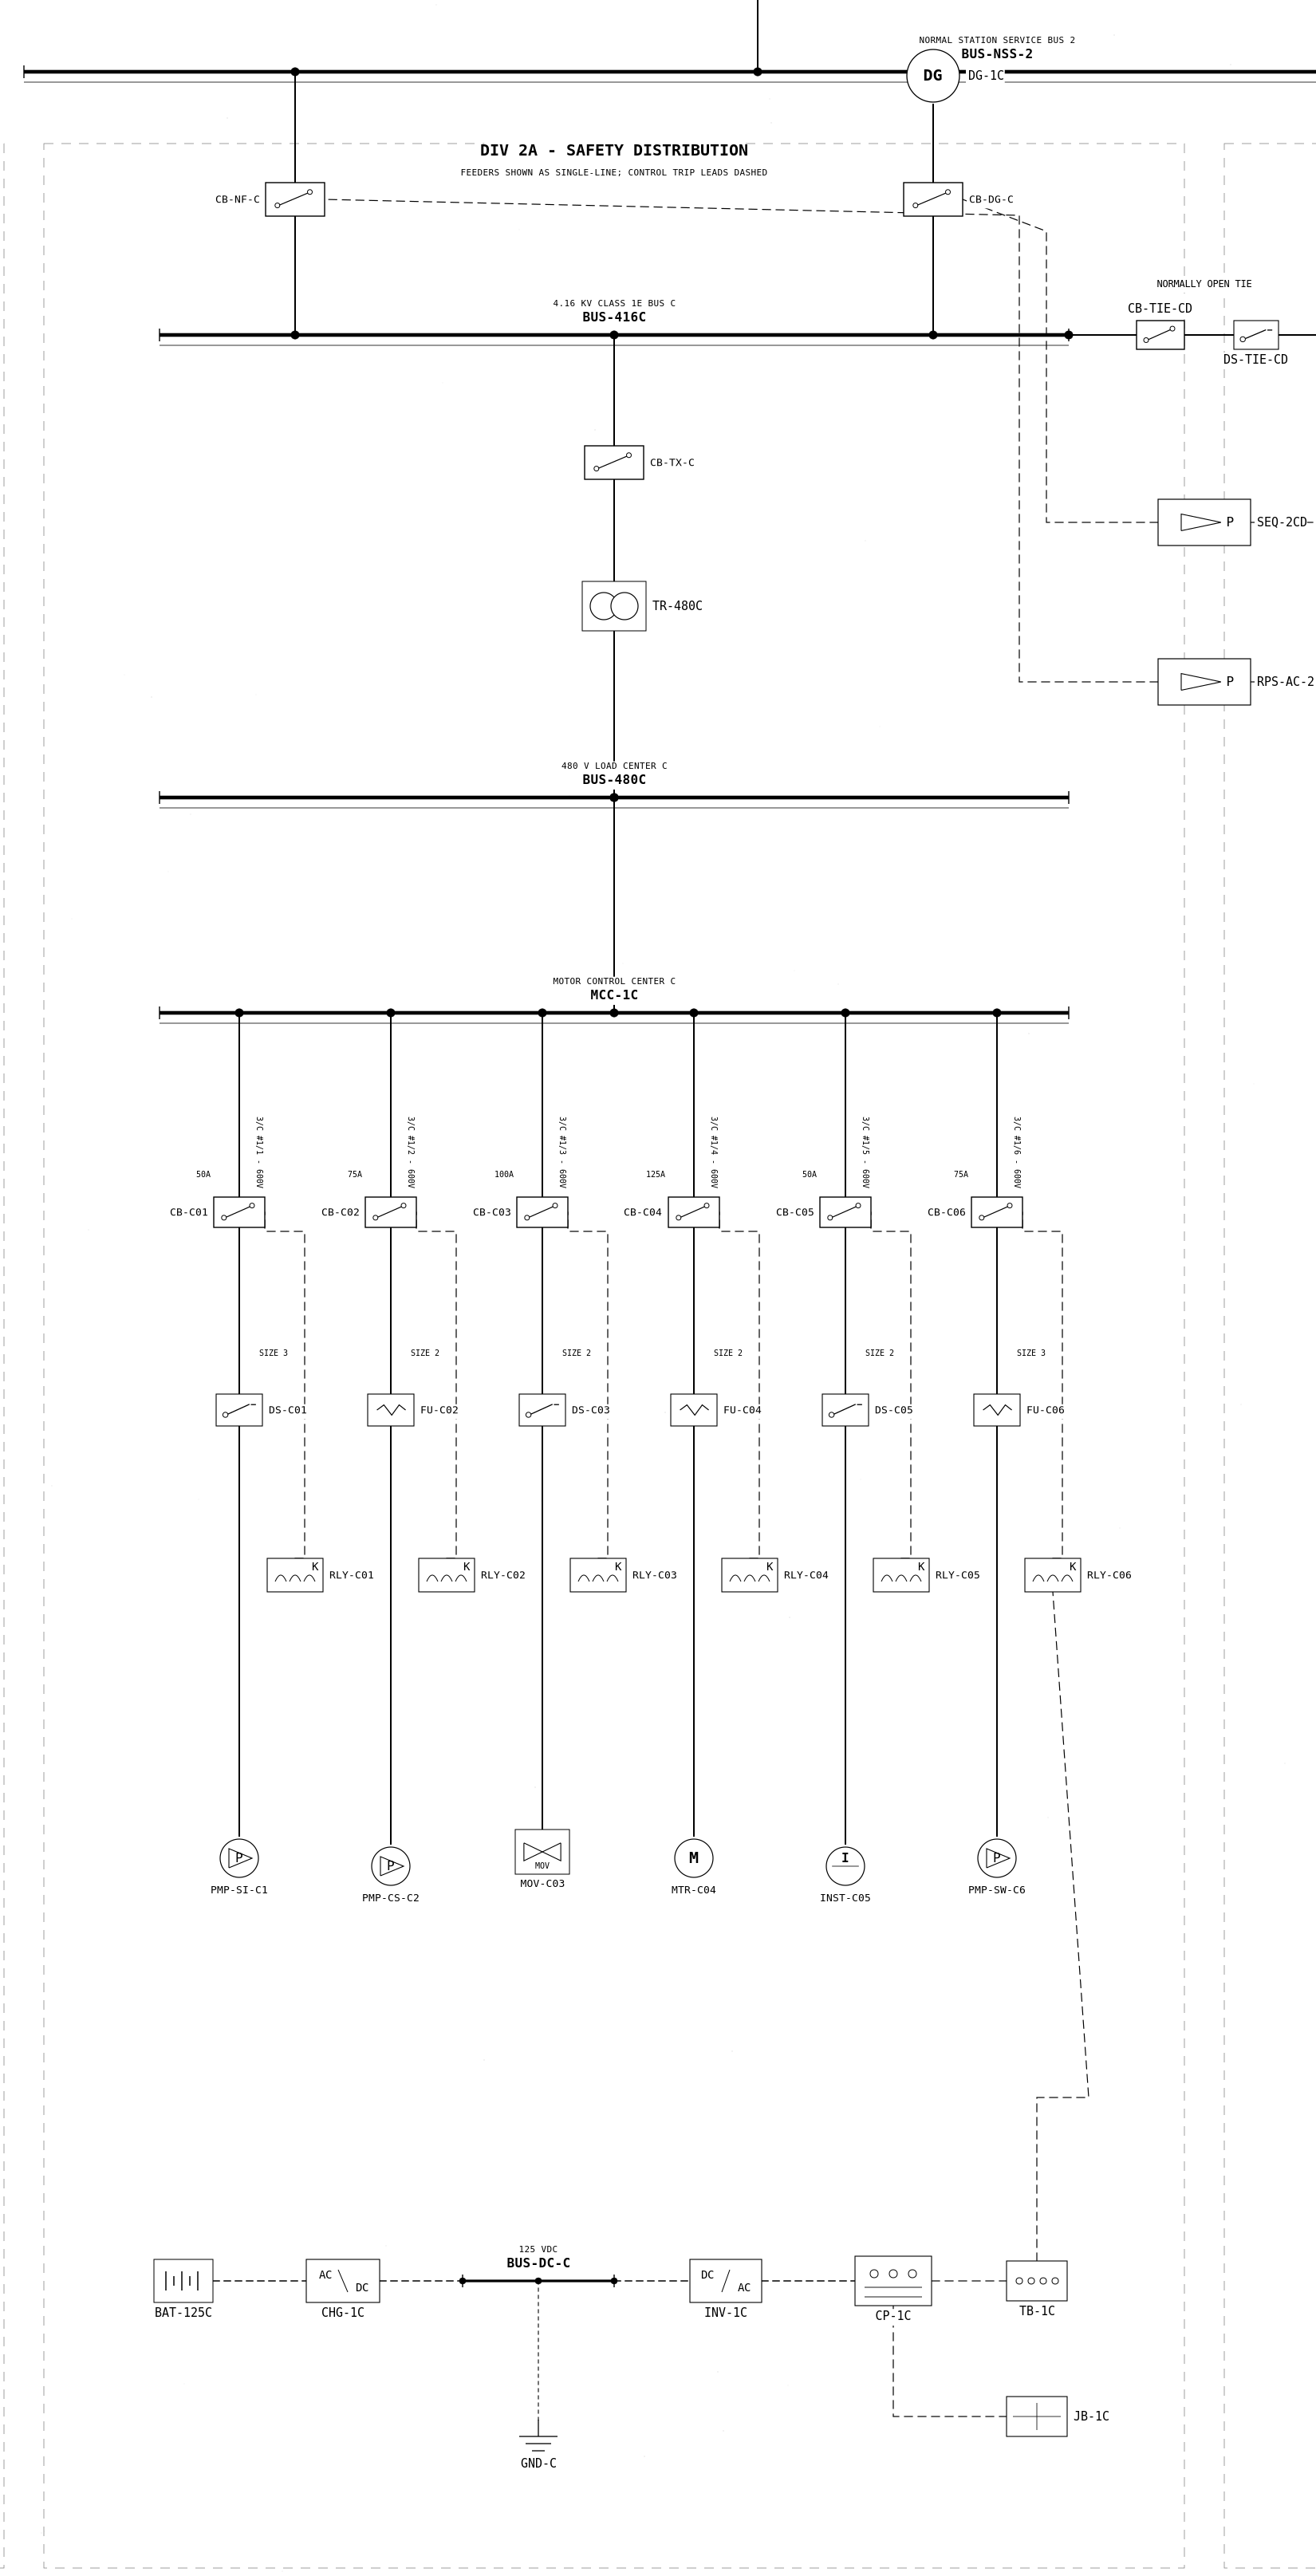 NORMAL STATION SERVICE BUS 2
BUS-NSS-2
DG
DG-1C
DIV 2A - SAFETY DISTRIBUTION
FEEDERS SHOWN AS SINGLE-LINE; CONTROL TRIP LEADS DASHED
CB-NF-C
CB-DG-C
NORMALLY OPEN TIE
4.16 KV CLASS 1E BUS C
CB-TIE-CD
BUS-416C
DS-TIE-CD
CB-TX-C
P
SEQ-2CD
TR-480C
P
RPS-AC-2
480 V LOAD CENTER C
BUS-480C
MOTOR CONTROL CENTER C
MCC-1C
3/C #1/1 - 600V
3/C #1/2 - 600V
3/C #1/3 - 600V
3/C #1/4 - 600V
3/C #1/5 - 600V
3/C #1/6 - 600V
50A
75A
100A
125A
50A
75A
CB-C01
CB-C02
CB-C03
CB-C04
CB-C05
CB-C06
SIZE 3
SIZE 2
SIZE 2
SIZE 2
SIZE 2
SIZE 3
DS-C01
FU-C02
DS-C03
FU-C04
DS-C05
FU-C06
K
RLY-C01
K
RLY-C02
K
RLY-C03
K
RLY-C04
K
RLY-C05
K
RLY-C06
P
PMP-SI-C1
P
PMP-CS-C2
MOV
MOV-C03
M
MTR-C04
I
INST-C05
P
PMP-SW-C6
125 VDC
BUS-DC-C
BAT-125C
AC
DC
CHG-1C
DC
AC
INV-1C
CP-1C
TB-1C
JB-1C
GND-C